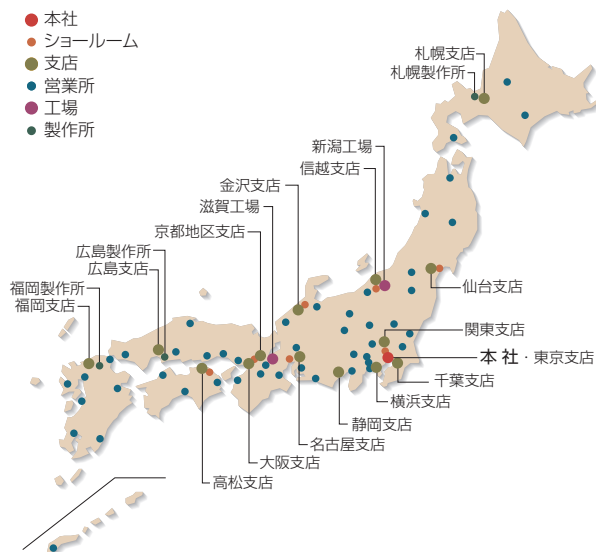 本社
ショールーム
支店
営業所
工場
製作所
札幌支店
札幌製作所
新潟工場
信越支店
金沢支店
滋賀工場
京都地区支店
広島製作所
広島支店
福岡製作所
福岡支店
仙台支店
関東支店
本社・東京支店
千葉支店
横浜支店
静岡支店
名古屋支店
大阪支店
高松支店